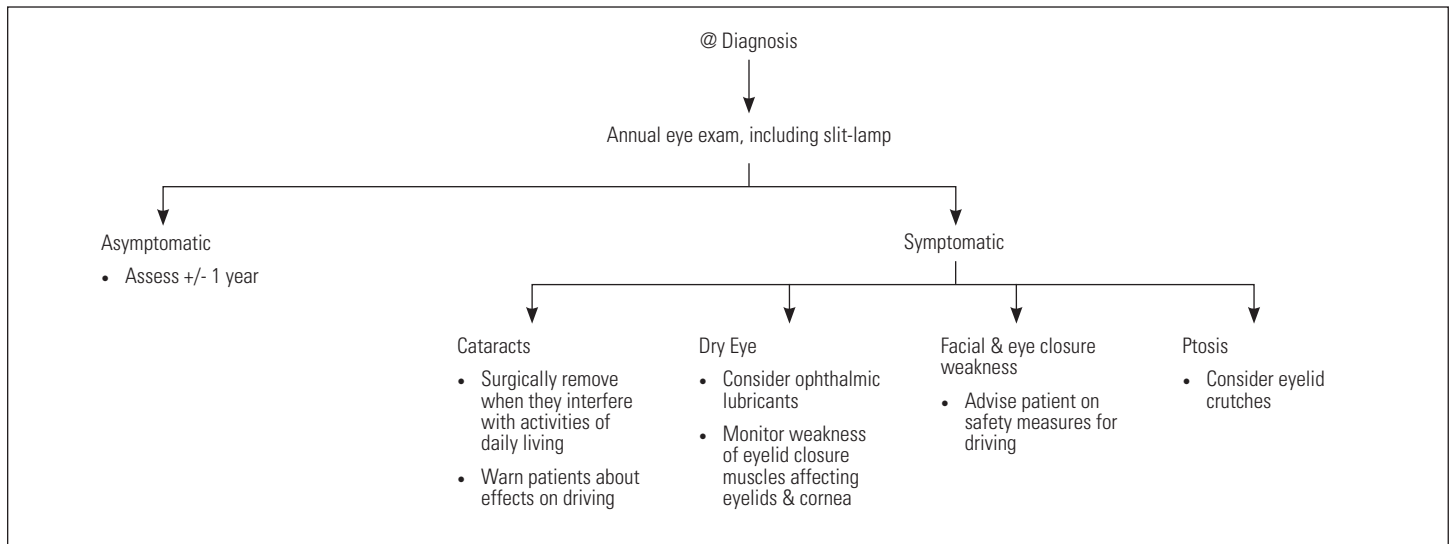 @ Diagnosis
Annual eye exam, including slit-lamp
Asymptomatic
• Assess +/- 1 year
Symptomatic
Cataracts
• Surgically remove
when they interfere
with activities of
daily living
• Warn patients about
effects on driving
Dry Eye
• Consider ophthalmic
lubricants
• Monitor weakness
of eyelid closure
muscles affecting
eyelids & cornea
Facial & eye closure
weakness
• Advise patient on
safety measures for
driving
Ptosis
• Consider eyelid
crutches